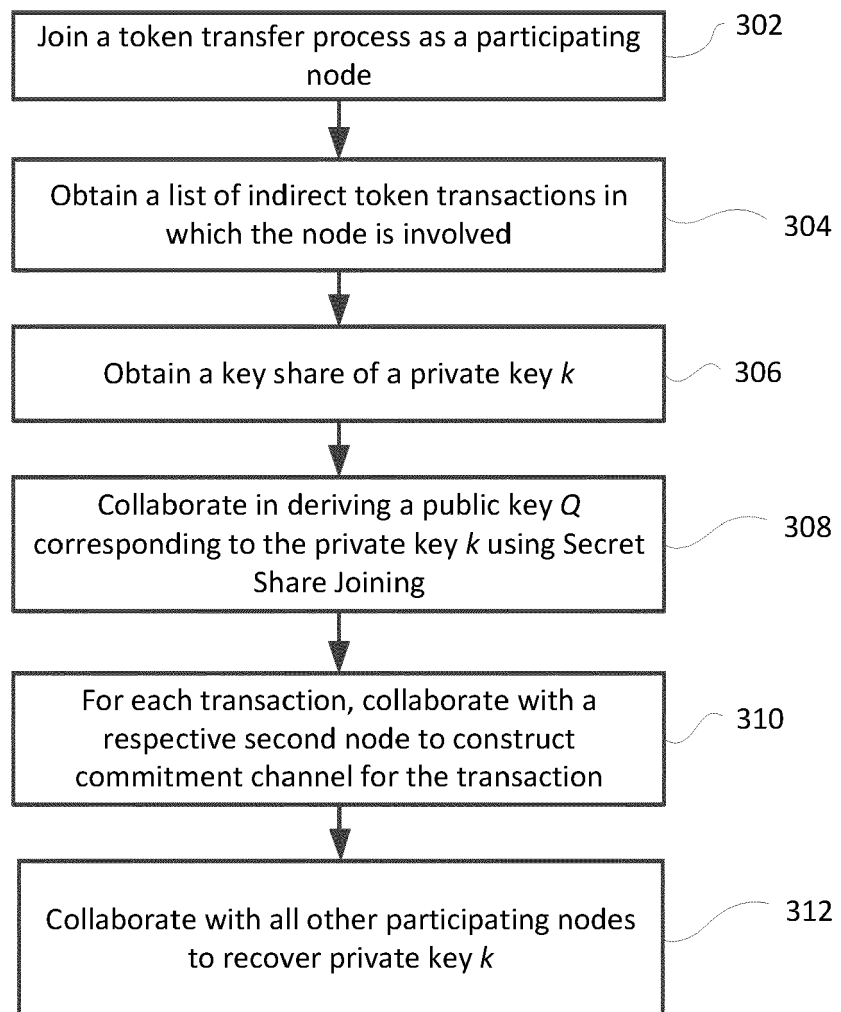 Join a token transfer process as a participating
node
302
Obtain a list of indirect token transactions in
which the node is involved
304
Obtain a key share of a private key k
306
Collaborate in deriving a public key Q
corresponding to the private key k using Secret
Share Joining
308
For each transaction, collaborate with a
respective second node to construct
commitment channel for the transaction
310
Collaborate with all other participating nodes
to recover private key k
312